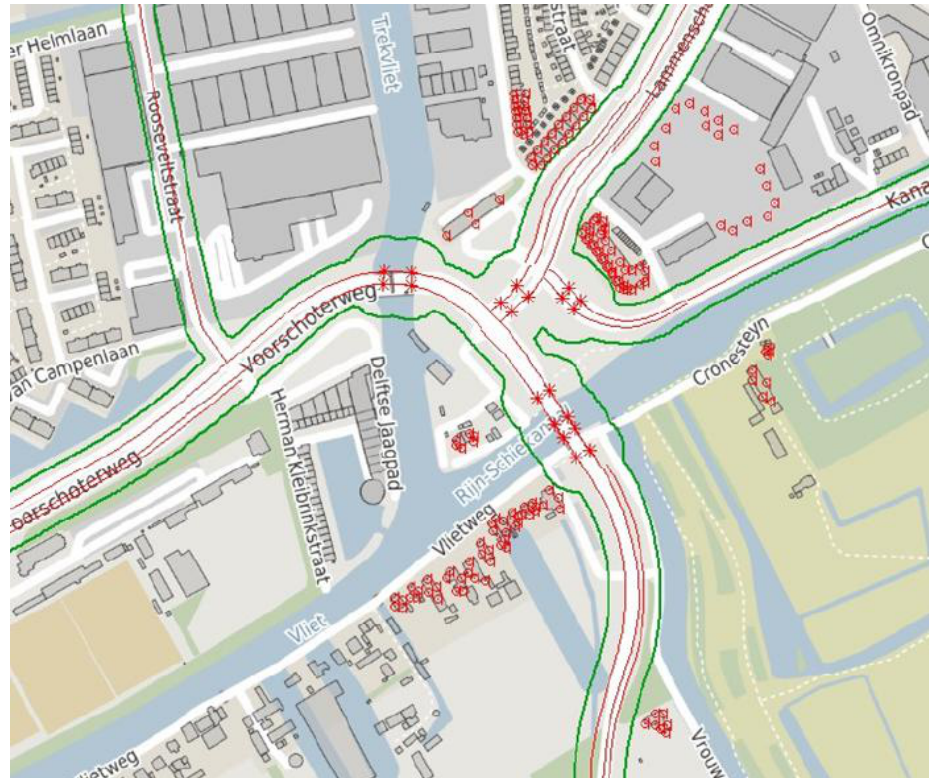 er Helmlaan
Trekvliet
straat
Lammensch
Omnikronpad
Rooseveltstraat
Kana
Voorschoterweg
Cronesteyn
an Campenlaan
Delftse Jaagpad
Herman Kleibrinkstraat
Rijn-Schiekanaal
oorschoterweg
Vlietweg
Vliet
Vrouw
lietweg